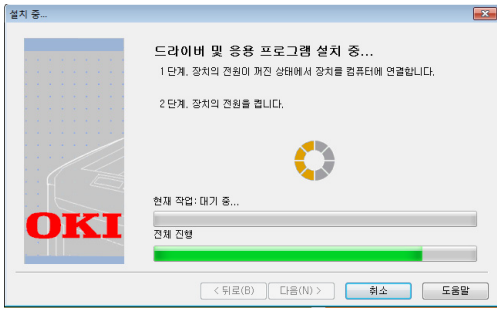 설치 중...
드라이버 및 응용 프로그램 설치 중...
1 단계. 장치의 전원이 꺼진 상태에서 장치를 컴퓨터에 연결합니다.
2 단계. 장치의 전원을 켭니다.
현재 작업: 대기 중...
OKI
전체 진행
< 뒤로(B) 다음(N) > 취소 도움말